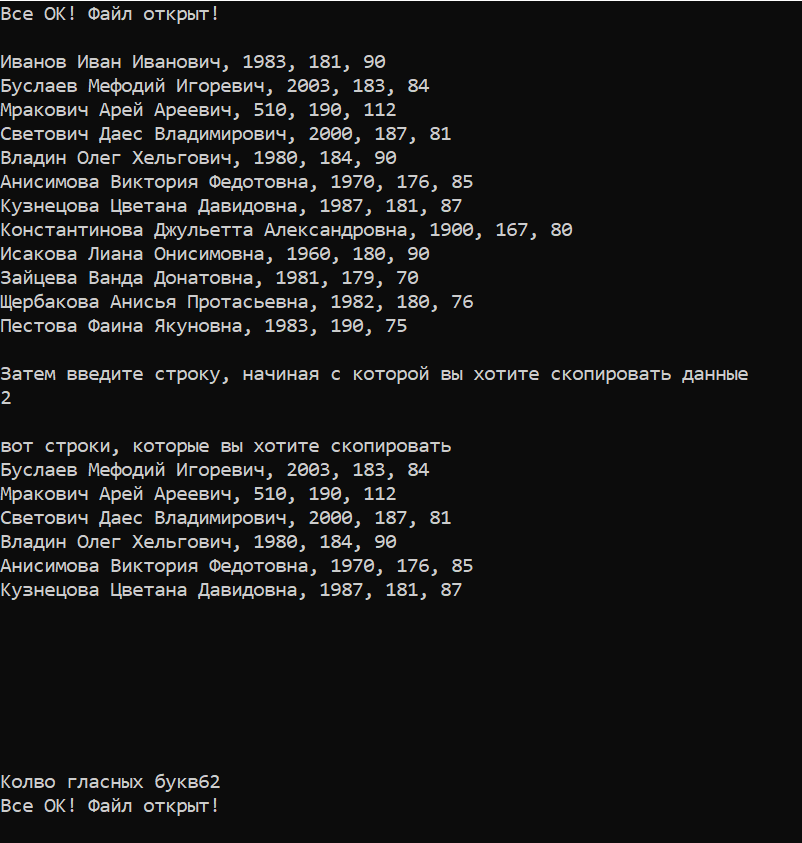 Все ОК! Файл открыт!
Иванов Иван Иванович, 1983, 181, 90
Буслаев Мефодий Игоревич, 2003, 183, 84
Мракович Арей Ареевич, 510, 190, 112
Светович Даес Владимирович, 2000, 187, 81
Владин Олег Хельгович, 1980, 184, 90
Анисимова Виктория Федотовна, 1970, 176, 85
Кузнецова Цветана Давидовна, 1987, 181, 87
Константинова Джульетта Александровна, 1900, 167, 80
Исакова Лиана Онисимовна, 1960, 180, 90
Зайцева Ванда Донатовна, 1981, 179, 70
Щербакова Анисья Протасьевна, 1982, 180, 76
Пестова Фаина Якуновна, 1983, 190, 75
Затем введите строку, начиная с которой вы хотите скопировать данные
2
вот строки, которые вы хотите скопировать
Буслаев Мефодий Игоревич, 2003, 183, 84
Мракович Арей Ареевич, 510, 190, 112
Светович Даес Владимирович, 2000, 187, 81
Владин Олег Хельгович, 1980, 184, 90
Анисимова Виктория Федотовна, 1970, 176, 85
Кузнецова Цветана Давидовна, 1987, 181, 87
Колво гласных букв62
Все ОК! Файл открыт!